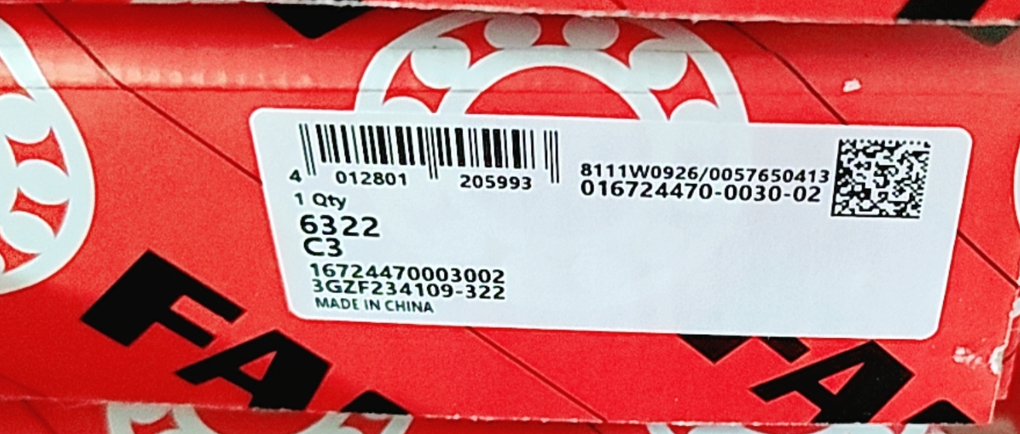 4 012801 205993
8111W0926/0057650413
016724470-0030-02
1 Qty
6322
C3
16724470003002
3GZF234109-322
MADE IN CHINA
FA
FA